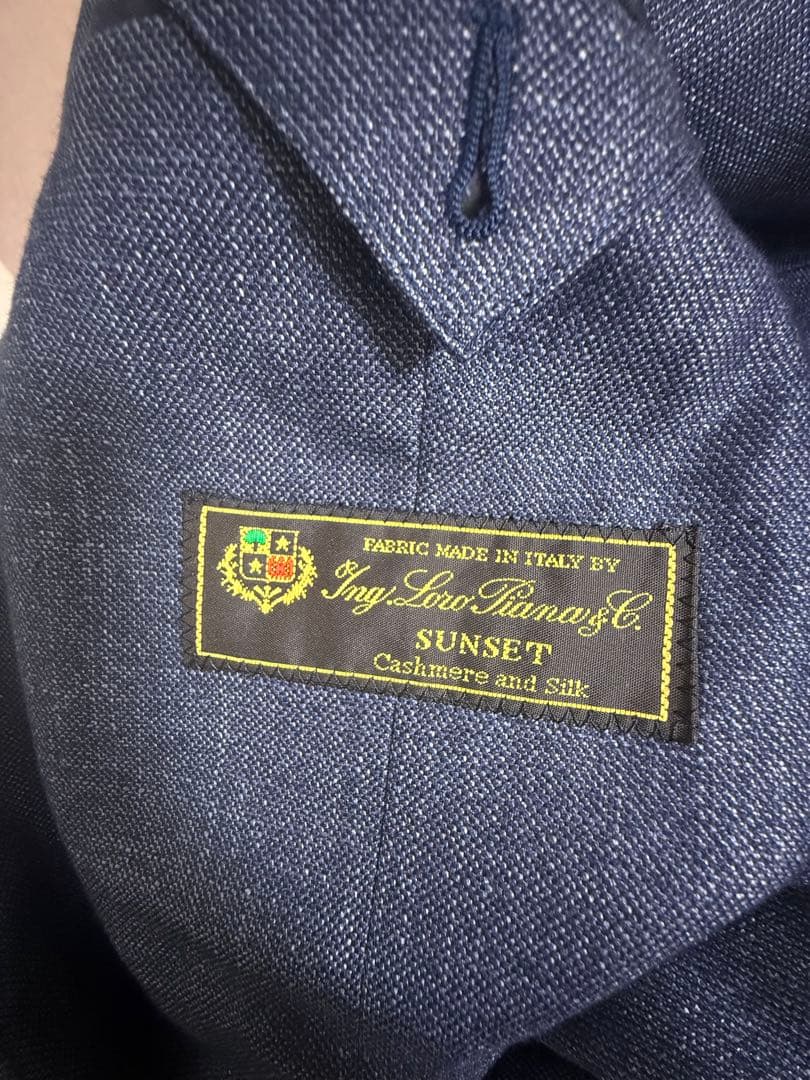 FABRIC MADE IN ITALY BY
Ing. Loro Piana & C.
SUNSET
Cashmere and Silk